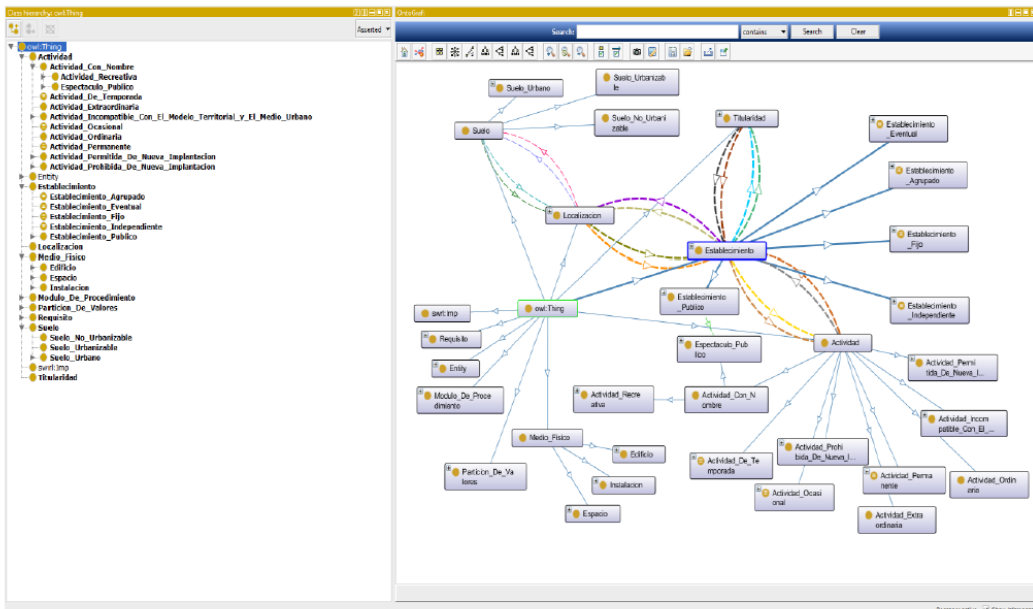 Class hierarchy: owl:Thing
Asserted
owl:Thing
Actividad
Actividad_Con_Nombre
Actividad_Recreativa
Espectaculo_Publico
Actividad_De_Temporada
Actividad_Extraordinaria
Actividad_Incompatible_Con_El_Modelo_Territorial_y_El_Medio_Urbano
Actividad_Ocasional
Actividad_Ordinaria
Actividad_Permanente
Actividad_Permitida_De_Nueva_Implantacion
Actividad_Prohibida_De_Nueva_Implantacion
Entity
Establecimiento
Establecimiento_Agrupado
Establecimiento_Eventual
Establecimiento_Fijo
Establecimiento_Independiente
Establecimiento_Publico
Localizacion
Medio_Fisico
Edificio
Espacio
Instalacion
Modulo_De_Procedimiento
Particion_De_Valores
Requisito
Suelo
Suelo_No_Urbanizable
Suelo_Urbanizable
Suelo_Urbano
swrl:Imp
Titularidad
OntoGraf:
Search:
contains
Search
Clear
Suelo_Urbano
Suelo_Urbanizab
le
Suelo
Suelo_No_Urbani
zable
Titularidad
Establecimiento
_Eventual
Establecimiento
_Agrupado
Localizacion
Establecimiento
_Fijo
Establecimiento
Establecimiento
_Publico
Establecimiento
_Independiente
owl:Thing
swrl:Imp
Requisito
Espectaculo_Pub
lico
Actividad
Entity
Actividad_Permi
tida_De_Nueva_I...
Modulo_De_Proce
dimiento
Actividad_Recre
ativa
Actividad_Con_N
ombre
Actividad_Incom
patible_Con_El_...
Medio_Fisico
Edificio
Actividad_De_Te
mporada
Actividad_Prohi
bida_De_Nueva_I...
Particion_De_Va
lores
Instalacion
Actividad_Ocasi
onal
Actividad_Perma
nente
Actividad_Ordin
aria
Espacio
Actividad_Extra
ordinaria